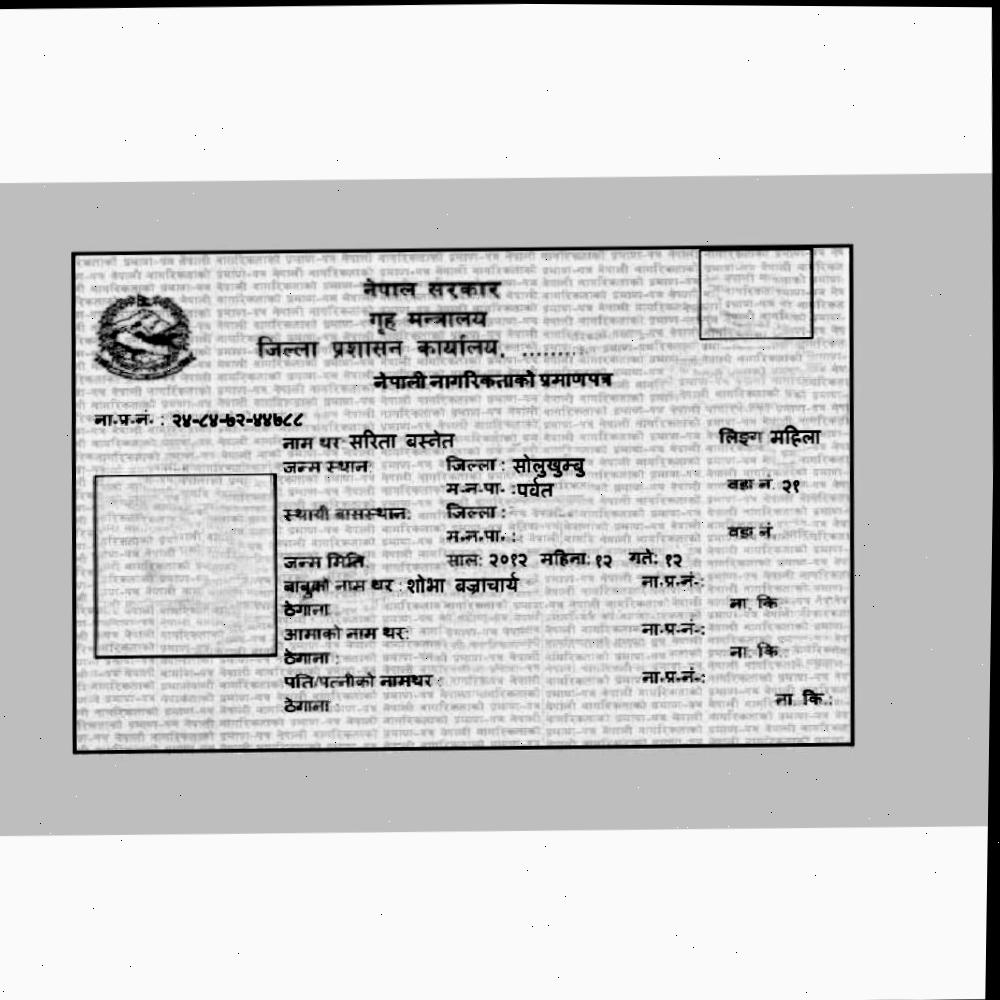 नेपाल सरकार
गृह मन्त्रालय
जिल्ला प्रशासन कार्यालय, ........
नेपाली नागरिकताको प्रमाणपत्र
ना.प्र.नं. : २४-८४-७२-४४७८८
नाम थर सरिता बस्नेत लिङ्ग महिला
जन्म स्थान: जिल्ला : सोलुखुम्बु
म.न.पा. :पर्वत वडा नं. २१
स्थायी बासस्थान: जिल्ला :
म.न.पा. : वडा नं.
जन्म मिति: साल: २०१२ महिना: १२ गते: १२
बाबुको नाम थर : शोभा बज्राचार्य ना.प्र.नं.:
ठेगाना : ना. कि.
आमाको नाम थर: ना.प्र.नं.:
ठेगाना : ना. कि.:
पति/पत्नीको नामथर : ना.प्र.नं.:
ठेगाना : ना. कि.: